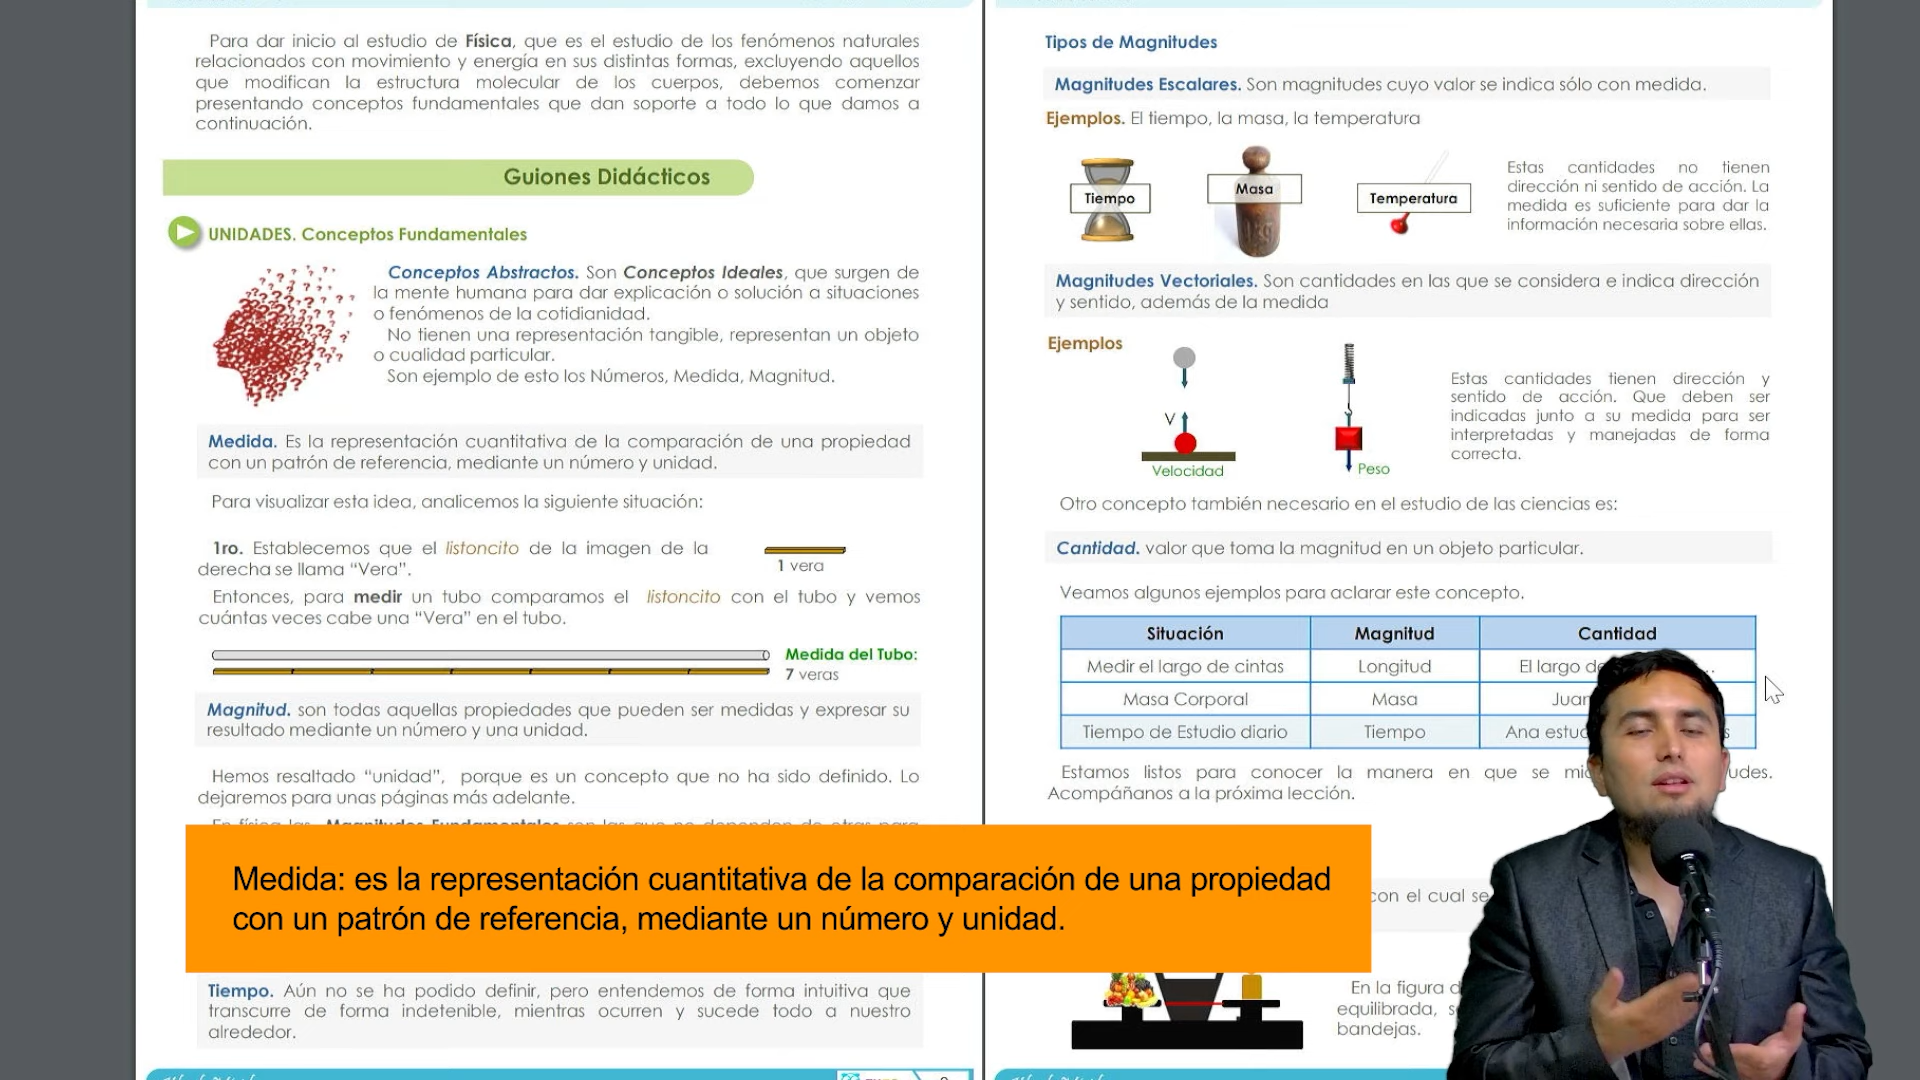 Para dar inicio al estudio de Física, que es el estudio de los fenómenos naturales
relacionados con movimiento y energía en sus distintas formas, excluyendo aquellos
que modifican la estructura molecular de los cuerpos, debemos comenzar
presentando conceptos fundamentales que dan soporte a todo lo que damos a
continuación.
Guiones Didácticos
UNIDADES. Conceptos Fundamentales
Conceptos Abstractos. Son Conceptos Ideales, que surgen de
la mente humana para dar explicación o solución a situaciones
o fenómenos de la cotidianidad.
No tienen una representación tangible, representan un objeto
o cualidad particular.
Son ejemplo de esto los Números, Medida, Magnitud.
Medida. Es la representación cuantitativa de la comparación de una propiedad
con un patrón de referencia, mediante un número y unidad.
Para visualizar esta idea, analicemos la siguiente situación:
1ro. Establecemos que el listoncito de la imagen de la
derecha se llama “Vera”.
1 vera
Entonces, para medir un tubo comparamos el listoncito con el tubo y vemos
cuántas veces cabe una “Vera” en el tubo.
Medida del Tubo:
7 veras
Magnitud. son todas aquellas propiedades que pueden ser medidas y expresar su
resultado mediante un número y una unidad.
Hemos resaltado “unidad”, porque es un concepto que no ha sido definido. Lo
dejaremos para unas páginas más adelante.
En física las Magnitudes Fundamentales son las que no dependen de otras para
Medida: es la representación cuantitativa de la comparación de una propiedad
con un patrón de referencia, mediante un número y unidad.
Tiempo. Aún no se ha podido definir, pero entendemos de forma intuitiva que
transcurre de forma indetenible, mientras ocurren y sucede todo a nuestro
alrededor.
Tipos de Magnitudes
Magnitudes Escalares. Son magnitudes cuyo valor se indica sólo con medida.
Ejemplos. El tiempo, la masa, la temperatura
Tiempo
Masa
Temperatura
Estas cantidades no tienen
dirección ni sentido de acción. La
medida es suficiente para dar la
información necesaria sobre ellas.
Magnitudes Vectoriales. Son cantidades en las que se considera e indica dirección
y sentido, además de la medida
Ejemplos
V
Velocidad
Peso
Estas cantidades tienen dirección y
sentido de acción. Que deben ser
indicadas junto a su medida para ser
interpretadas y manejadas de forma
correcta.
Otro concepto también necesario en el estudio de las ciencias es:
Cantidad. valor que toma la magnitud en un objeto particular.
Veamos algunos ejemplos para aclarar este concepto.
Situación Magnitud Cantidad
Medir el largo de cintas Longitud El largo de
Masa Corporal Masa Juan
Tiempo de Estudio diario Tiempo Ana
Estamos listos para conocer la manera en que se
Acompáñanos a la próxima lección.
con el cual se
En la figura
equilibrada,
bandejas.